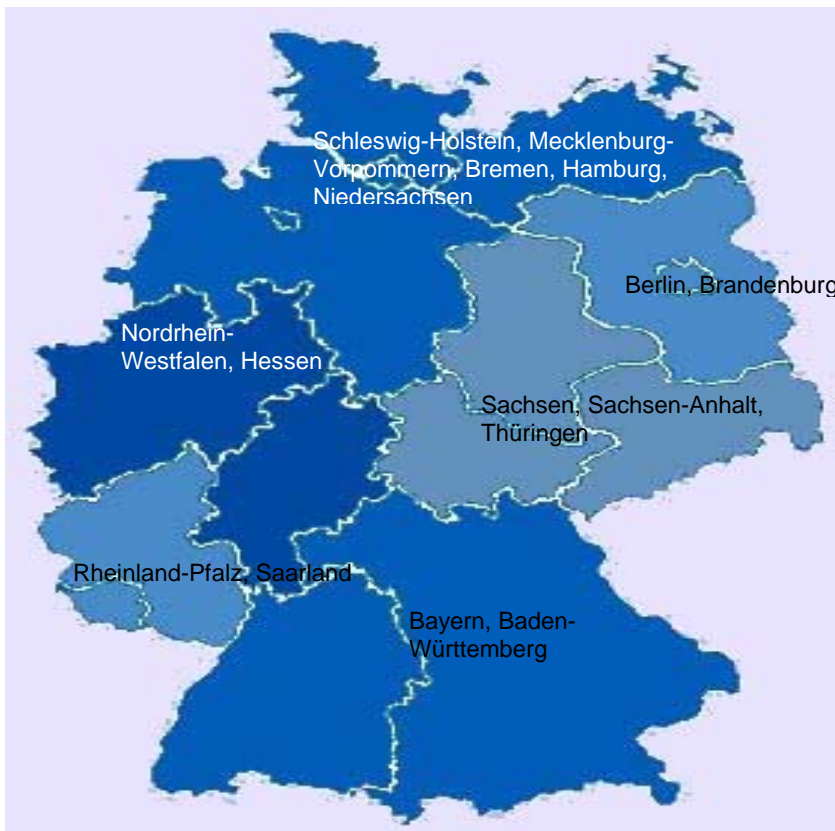 Schleswig-Holstein, Mecklenburg-
Vorpommern, Bremen, Hamburg,
Niedersachsen
Berlin, Brandenburg
Nordrhein-
Westfalen, Hessen
Sachsen, Sachsen-Anhalt,
Thüringen
Rheinland-Pfalz, Saarland
Bayern, Baden-
Württemberg